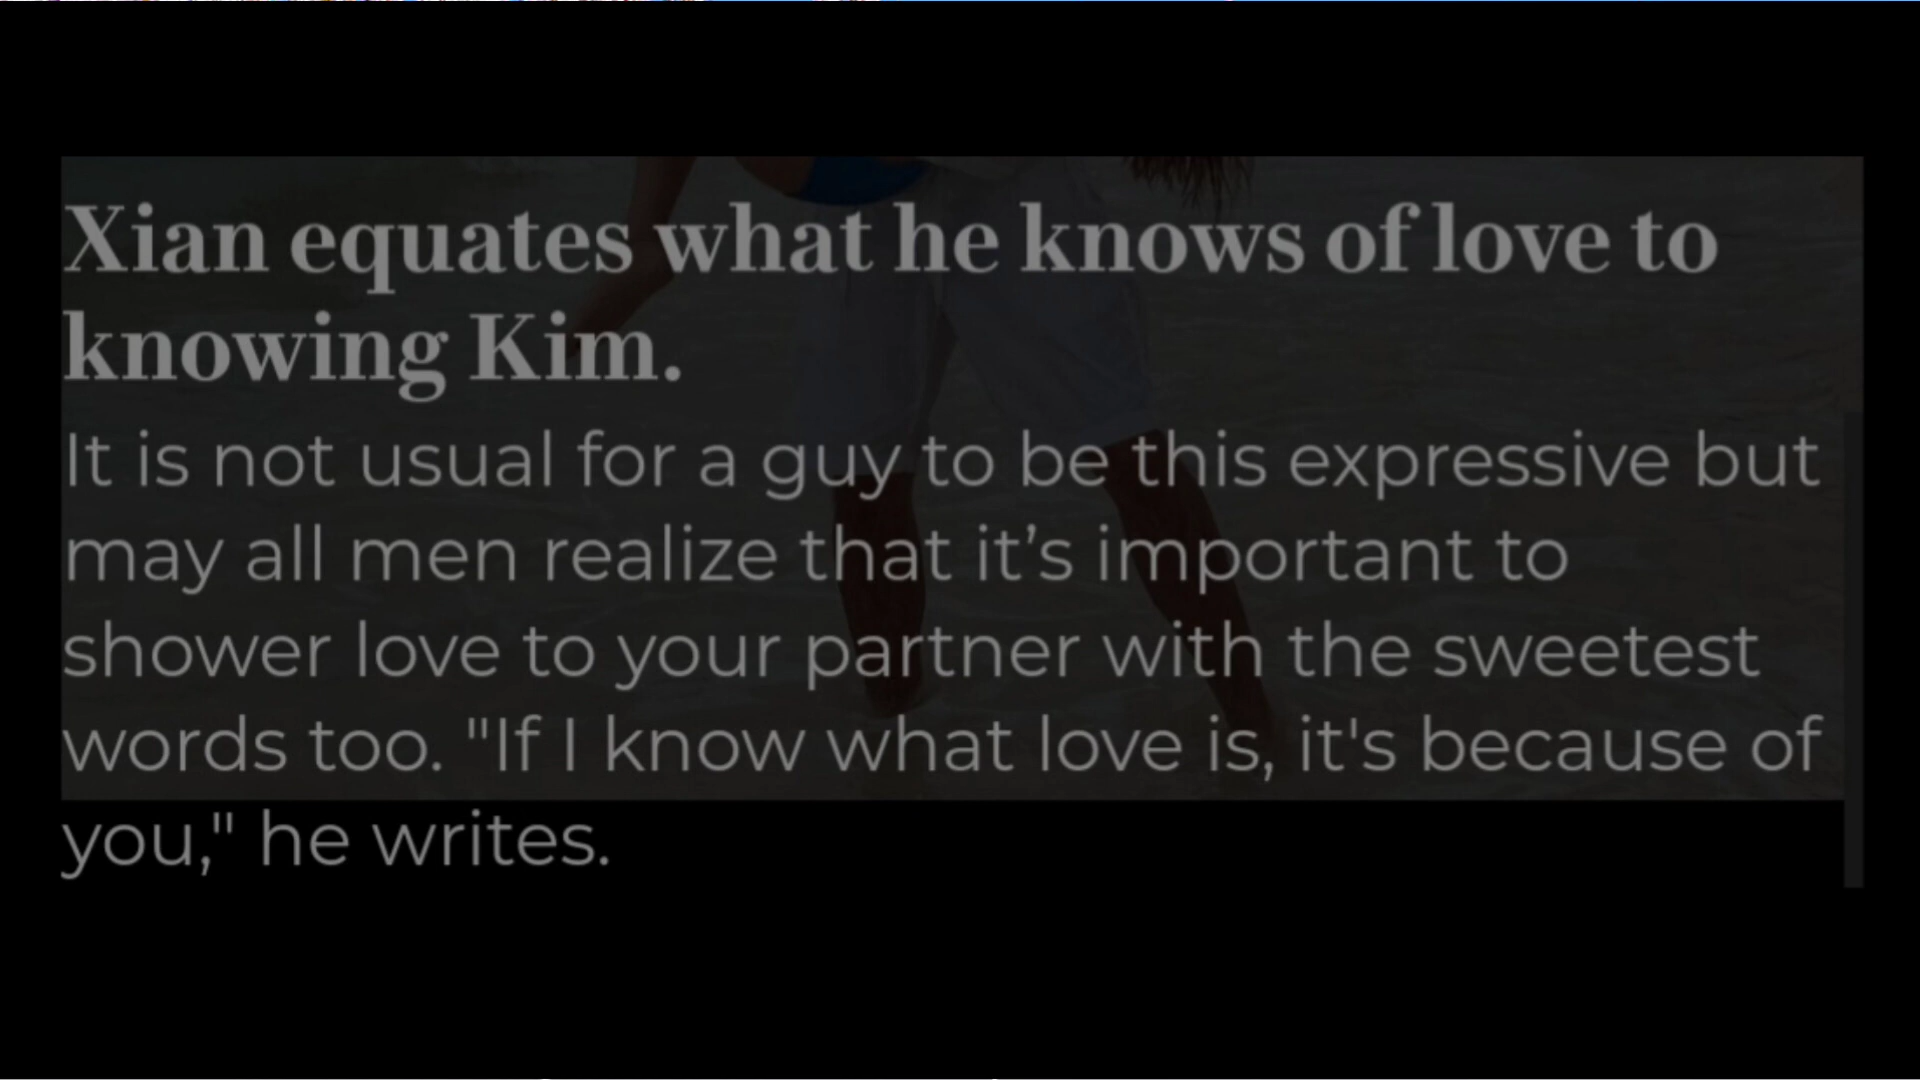 Xian equates what he knows of love to
knowing Kim.
It is not usual for a guy to be this expressive but
may all men realize that it’s important to
shower love to your partner with the sweetest
words too. "If I know what love is, it's because of
you," he writes.